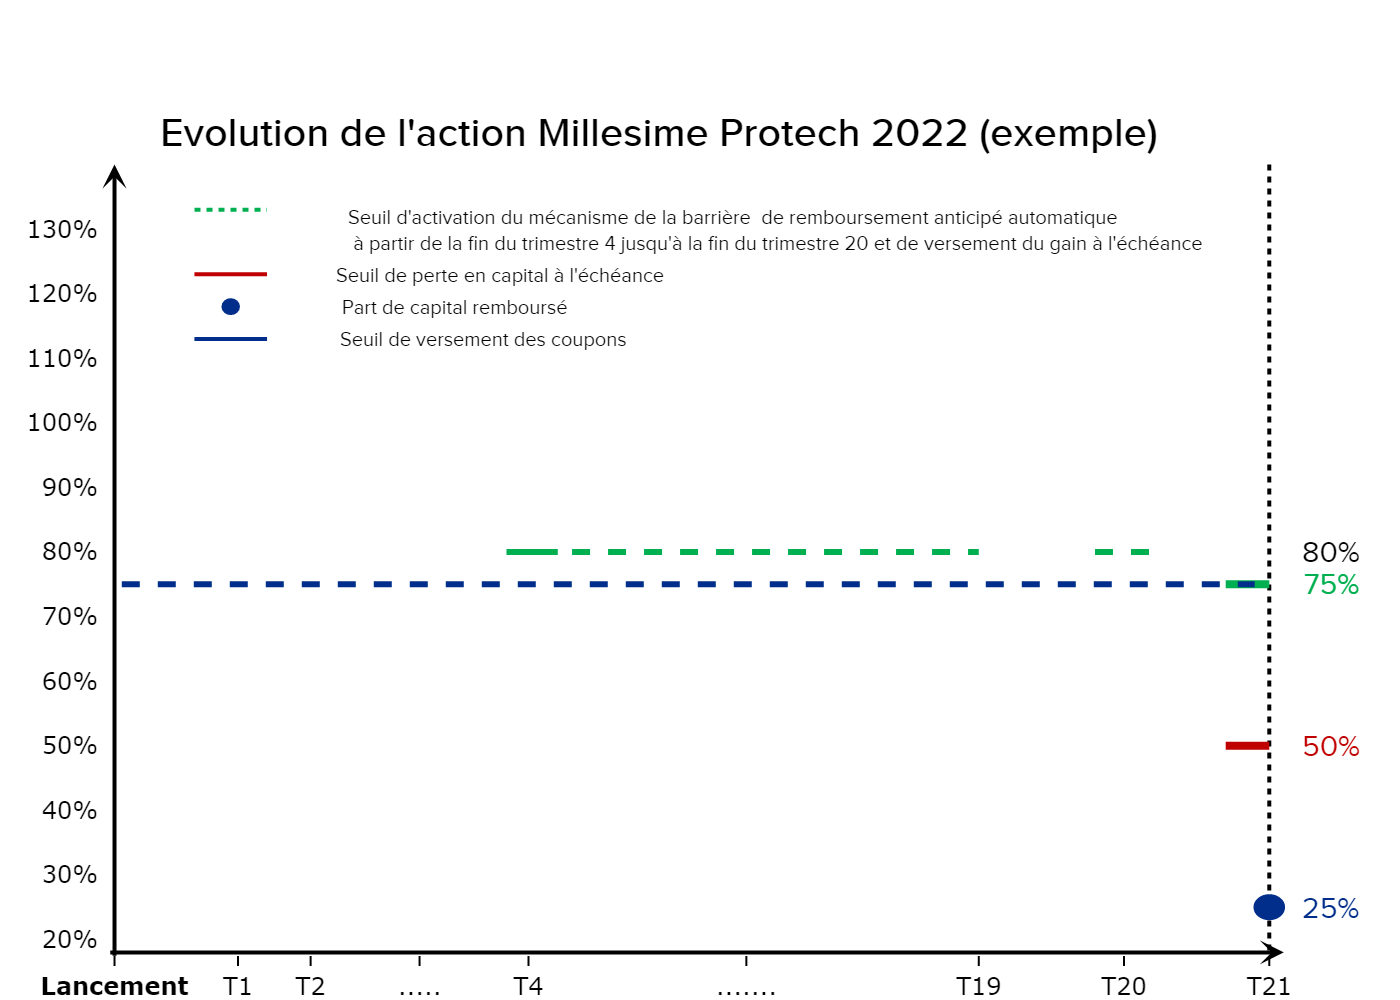 Evolution de l'action Millesime Protech 2022 (exemple)
Seuil d'activation du mécanisme de la barrière  de remboursement anticipé automatique
à partir de la fin du trimestre 4 jusqu'à la fin du trimestre 20 et de versement du gain à l'échéance
Seuil de perte en capital à l'échéance
Part de capital remboursé
Seuil de versement des coupons
130%
120%
110%
100%
90%
80%
80%
75%
70%
60%
50%
50%
40%
30%
25%
20%
Lancement T1 T2 ..... T4 ....... T19 T20 T21